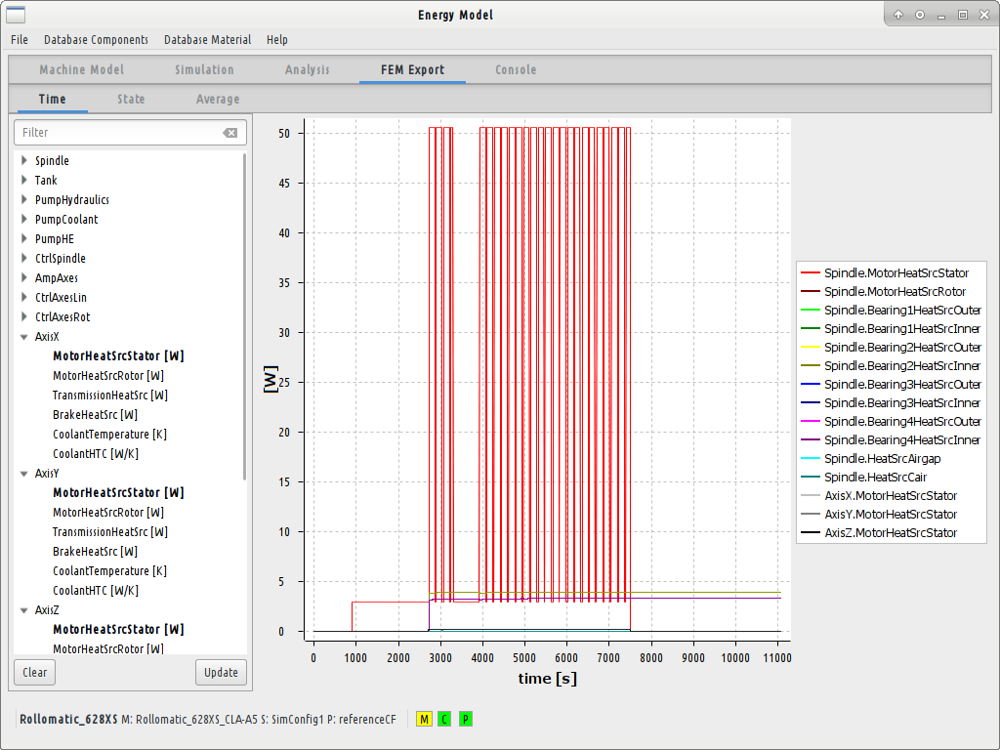 Energy Model
File Database Components Database Material Help
Machine Model Simulation Analysis FEM Export Console
Time State Average
Filter
Spindle
Tank
PumpHydraulics
PumpCoolant
PumpHE
CtrlSpindle
AmpAxes
CtrlAxesLin
CtrlAxesRot
AxisX
MotorHeatSrcStator [W]
MotorHeatSrcRotor [W]
TransmissionHeatSrc [W]
BrakeHeatSrc [W]
CoolantTemperature [K]
CoolantHTC [W/K]
AxisY
MotorHeatSrcStator [W]
MotorHeatSrcRotor [W]
TransmissionHeatSrc [W]
BrakeHeatSrc [W]
CoolantTemperature [K]
CoolantHTC [W/K]
AxisZ
MotorHeatSrcStator [W]
MotorHeatSrcRotor [W]
Clear Update
[W]
50
45
40
35
30
25
20
15
10
5
0
0 1000 2000 3000 4000 5000 6000 7000 8000 9000 10000 11000
time [s]
Spindle.MotorHeatSrcStator
Spindle.MotorHeatSrcRotor
Spindle.Bearing1HeatSrcOuter
Spindle.Bearing1HeatSrcInner
Spindle.Bearing2HeatSrcOuter
Spindle.Bearing2HeatSrcInner
Spindle.Bearing3HeatSrcOuter
Spindle.Bearing3HeatSrcInner
Spindle.Bearing4HeatSrcOuter
Spindle.Bearing4HeatSrcInner
Spindle.HeatSrcAirgap
Spindle.HeatSrcCair
AxisX.MotorHeatSrcStator
AxisY.MotorHeatSrcStator
AxisZ.MotorHeatSrcStator
Rollomatic_628XS M: Rollomatic_628XS_CLA-A5 S: SimConfig1 P: referenceCF M C P